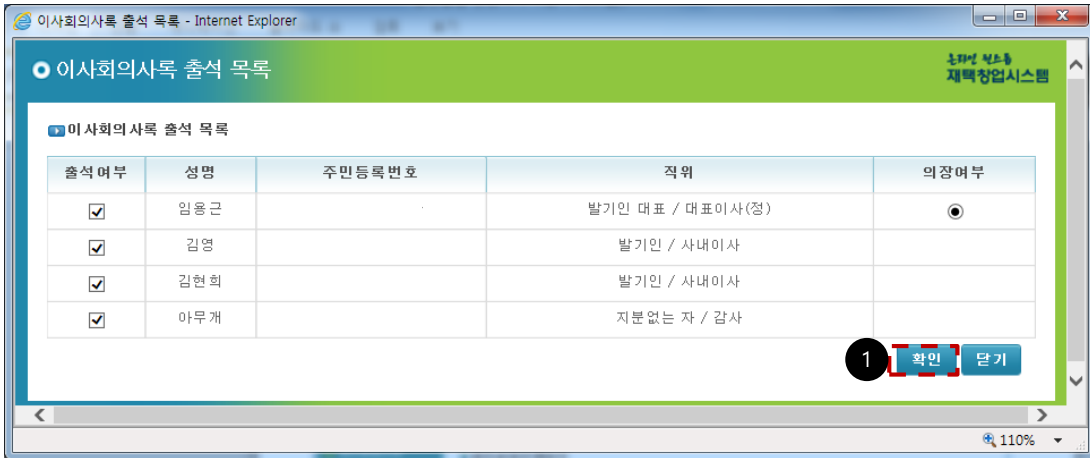 이사회의사록 출석 목록 - Internet Explorer
이사회의사록 출석 목록
온라인 원스톱
재택창업시스템
이사회의사록 출석 목록
출석여부 성명 주민등록번호 직위 의장여부
임용근 발기인 대표 / 대표이사(정)
김영 발기인 / 사내이사
김현희 발기인 / 사내이사
아무개 지분없는 자 / 감사
1 확인 닫기
110%